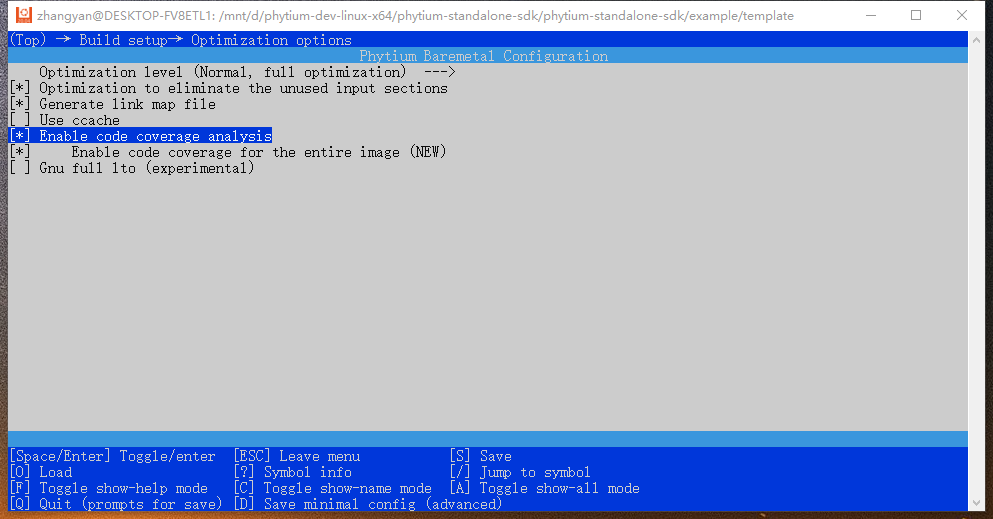 zhangyan@DESKTOP-FV8ETL1: /mnt/d/phytium-dev-linux-x64/phytium-standalone-sdk/phytium-standalone-sdk/example/template
(Top) → Build setup→ Optimization options
Phytium Baremetal Configuration
Optimization level (Normal, full optimization)  --->
[*] Optimization to eliminate the unused input sections
[*] Generate link map file
[ ] Use ccache
[*] Enable code coverage analysis
[*]     Enable code coverage for the entire image (NEW)
[ ] Gnu full lto (experimental)
[Space/Enter] Toggle/enter  [ESC] Leave menu  [S] Save
[O] Load  [?] Symbol info  [/] Jump to symbol
[F] Toggle show-help mode  [C] Toggle show-name mode  [A] Toggle show-all mode
[Q] Quit (prompts for save)  [D] Save minimal config (advanced)